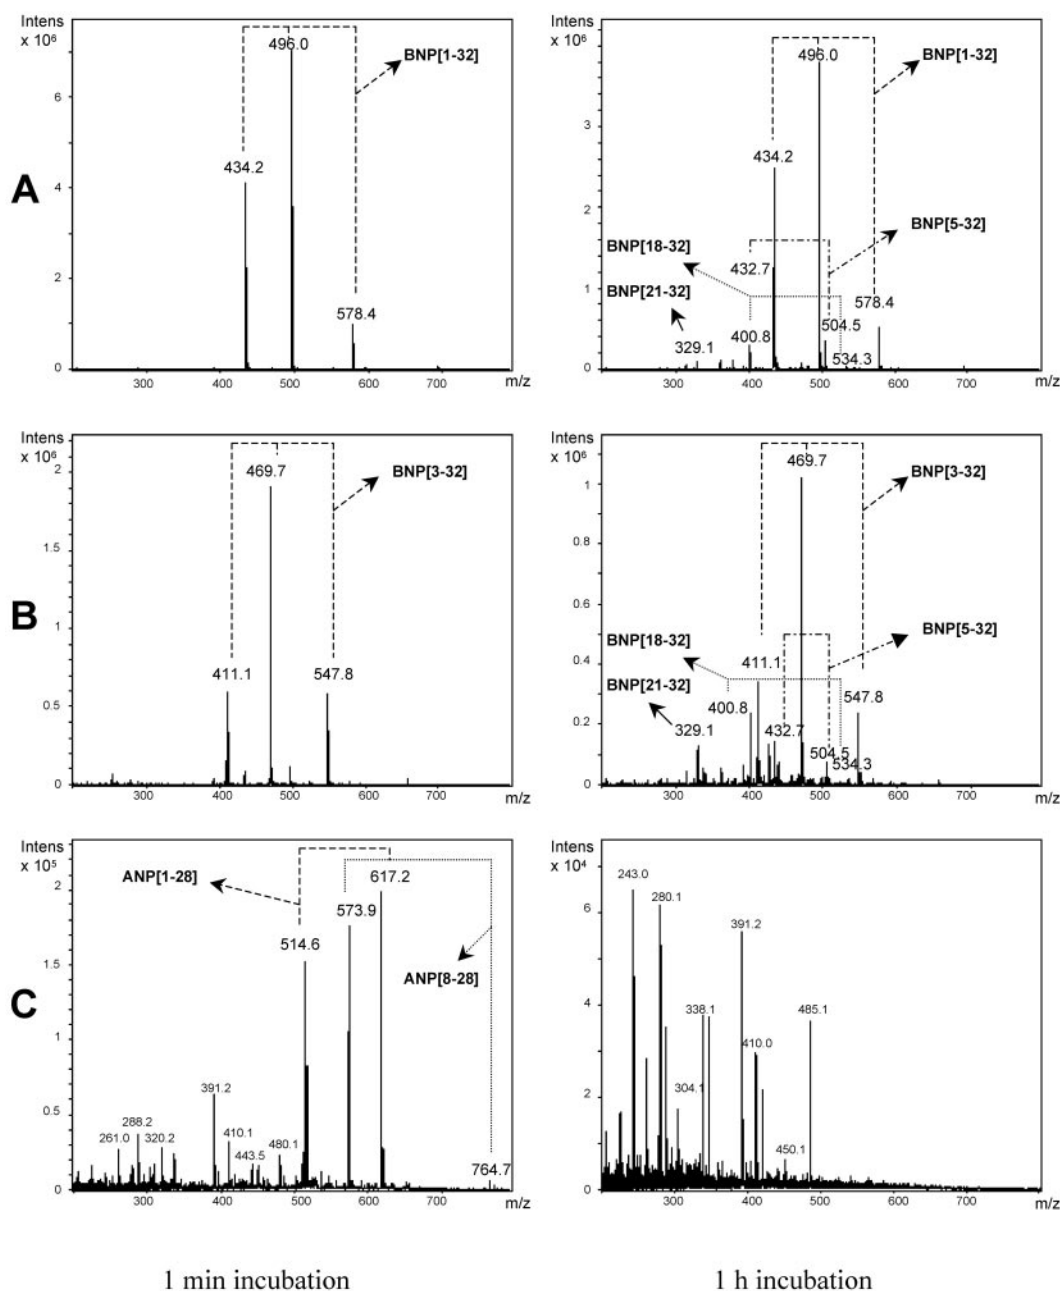 Intens
x 10⁶
6
4
2
0
300
400
500
600
700
m/z
434.2
496.0
578.4
BNP[1-32]
A
Intens
x 10⁶
3
2
1
0
300
400
500
600
700
m/z
496.0
BNP[1-32]
434.2
BNP[5-32]
BNP[18-32]
432.7
BNP[21-32]
578.4
504.5
400.8
329.1
534.3
Intens
x 10⁶
2
1.5
1
0.5
0
300
400
500
600
700
m/z
469.7
BNP[3-32]
411.1
547.8
B
Intens
x 10⁶
1
0.8
0.6
0.4
0.2
0
300
400
500
600
700
m/z
469.7
BNP[3-32]
BNP[5-32]
BNP[18-32]
411.1
BNP[21-32]
547.8
400.8
329.1
432.7
504.5
534.3
Intens
x 10⁵
2
1.5
1
0.5
0
300
400
500
600
700
m/z
ANP[1-28]
617.2
573.9
514.6
ANP[8-28]
391.2
288.2
261.0
320.2
410.1
443.5
480.1
764.7
C
Intens
x 10⁴
6
4
2
0
300
400
500
600
700
m/z
243.0
280.1
391.2
338.1
485.1
410.0
304.1
450.1
1 min incubation
1 h incubation